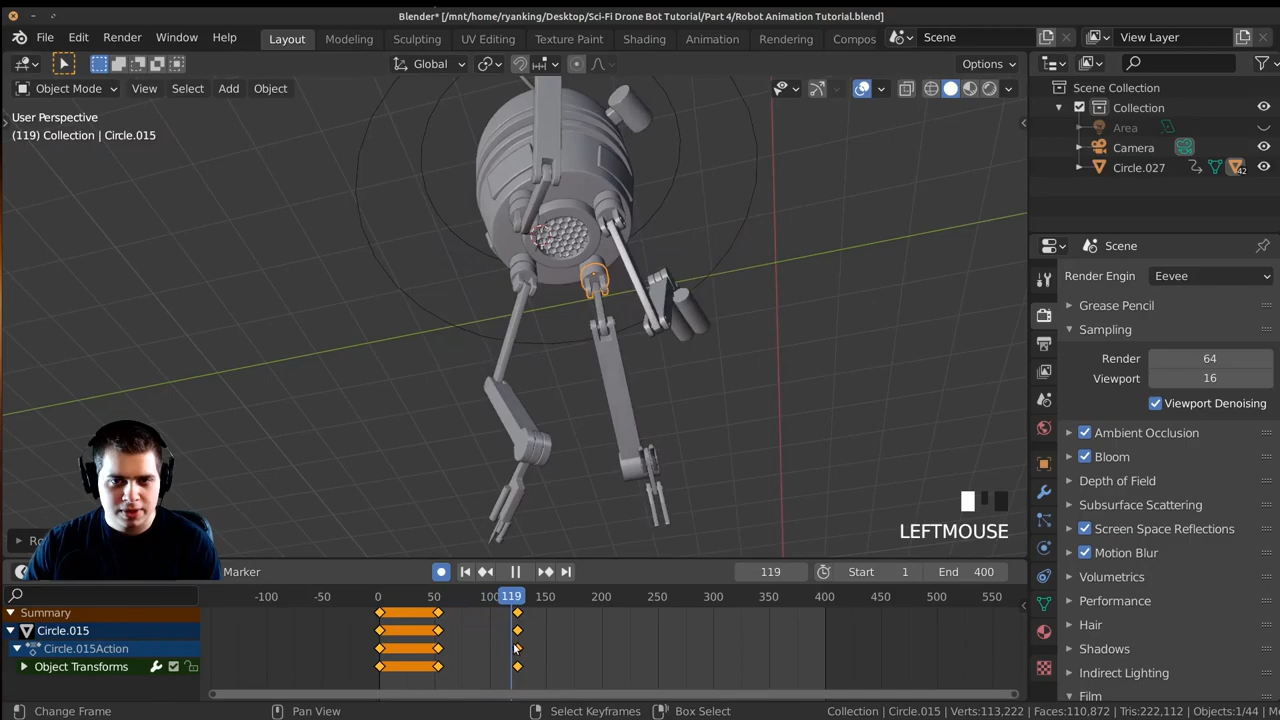 Blender* [/mnt/home/ryanking/Desktop/Sci-Fi Drone Bot Tutorial/Part 4/Robot Animation Tutorial.blend]
File Edit Render Window Help Layout Modeling Sculpting UV Editing Texture Paint Shading Animation Rendering Compos Scene View Layer
Global Options
Object Mode View Select Add Object
User Perspective
(119) Collection | Circle.015
Scene Collection
Collection
Area
Camera
Circle.027
42
Scene
Render Engin Eevee
Grease Pencil
Sampling
Render 64
Viewport 16
Viewport Denoising
Ambient Occlusion
Bloom
Depth of Field
Subsurface Scattering
Screen Space Reflections
Motion Blur
Volumetrics
Performance
Hair
Shadows
Indirect Lighting
Film
LEFTMOUSE
Marker 119 Start 1 End 400
-100 -50 0 50 100 119 150 200 250 300 350 400 450 500 550
Summary
Circle.015
Circle.015Action
Object Transforms
Change Frame Pan View Select Keyframes Box Select Collection | Circle.015 | Verts:113,222 | Faces:110,872 | Tris:222,112 | Objects:1/44 | M